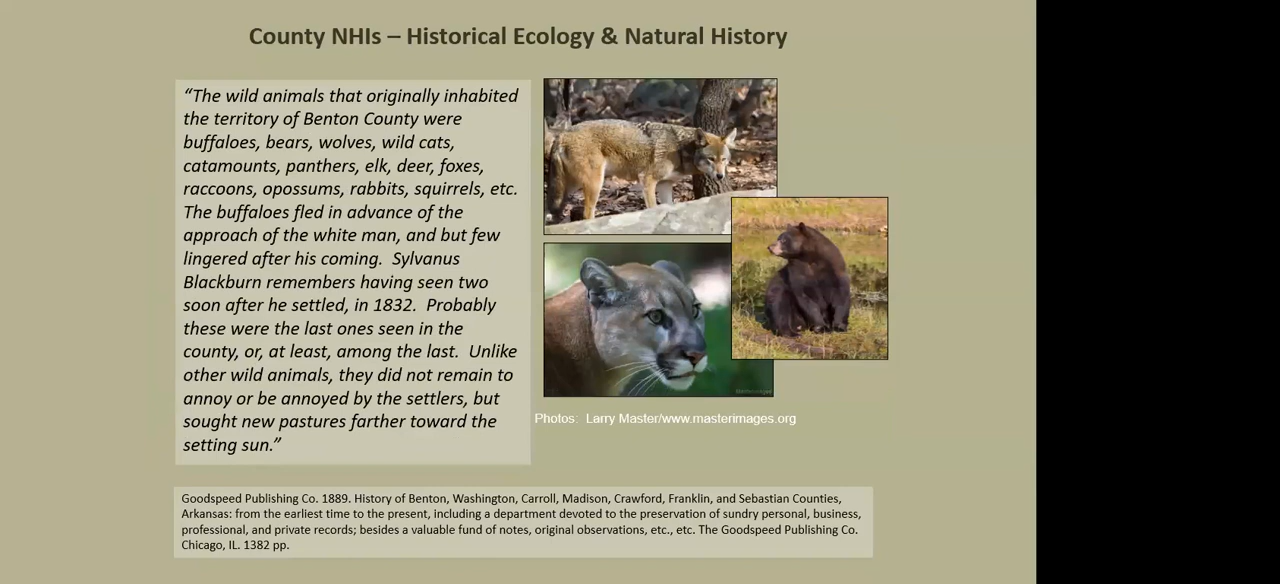 County NHIs – Historical Ecology & Natural History
“The wild animals that originally inhabited
the territory of Benton County were
buffaloes, bears, wolves, wild cats,
catamounts, panthers, elk, deer, foxes,
raccoons, opossums, rabbits, squirrels, etc.
The buffaloes fled in advance of the
approach of the white man, and but few
lingered after his coming.  Sylvanus
Blackburn remembers having seen two
soon after he settled, in 1832.  Probably
these were the last ones seen in the
county, or, at least, among the last.  Unlike
other wild animals, they did not remain to
annoy or be annoyed by the settlers, but
sought new pastures farther toward the
setting sun.”
Photos:  Larry Master/www.masterimages.org
Goodspeed Publishing Co. 1889. History of Benton, Washington, Carroll, Madison, Crawford, Franklin, and Sebastian Counties,
Arkansas: from the earliest time to the present, including a department devoted to the preservation of sundry personal, business,
professional, and private records; besides a valuable fund of notes, original observations, etc., etc. The Goodspeed Publishing Co.
Chicago, IL. 1382 pp.